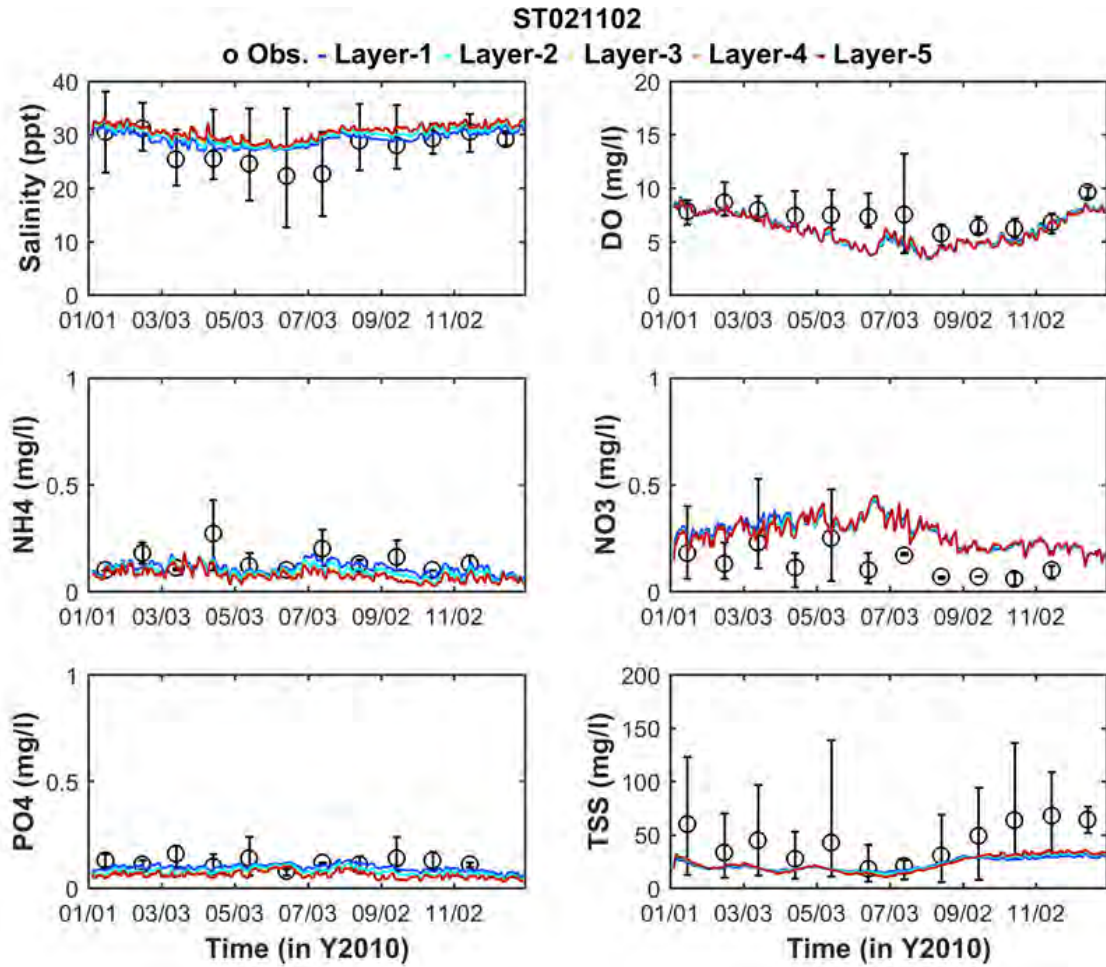 ST021102
o Obs. - Layer-1 - Layer-2 - Layer-3 - Layer-4 - Layer-5
Salinity (ppt)
40
30
20
10
0
01/01 03/03 05/03 07/03 09/02 11/02
DO (mg/l)
20
15
10
5
0
01/01 03/03 05/03 07/03 09/02 11/02
NH4 (mg/l)
1
0.5
0
01/01 03/03 05/03 07/03 09/02 11/02
NO3 (mg/l)
1
0.5
0
01/01 03/03 05/03 07/03 09/02 11/02
PO4 (mg/l)
1
0.5
0
01/01 03/03 05/03 07/03 09/02 11/02
Time (in Y2010)
TSS (mg/l)
200
150
100
50
0
01/01 03/03 05/03 07/03 09/02 11/02
Time (in Y2010)